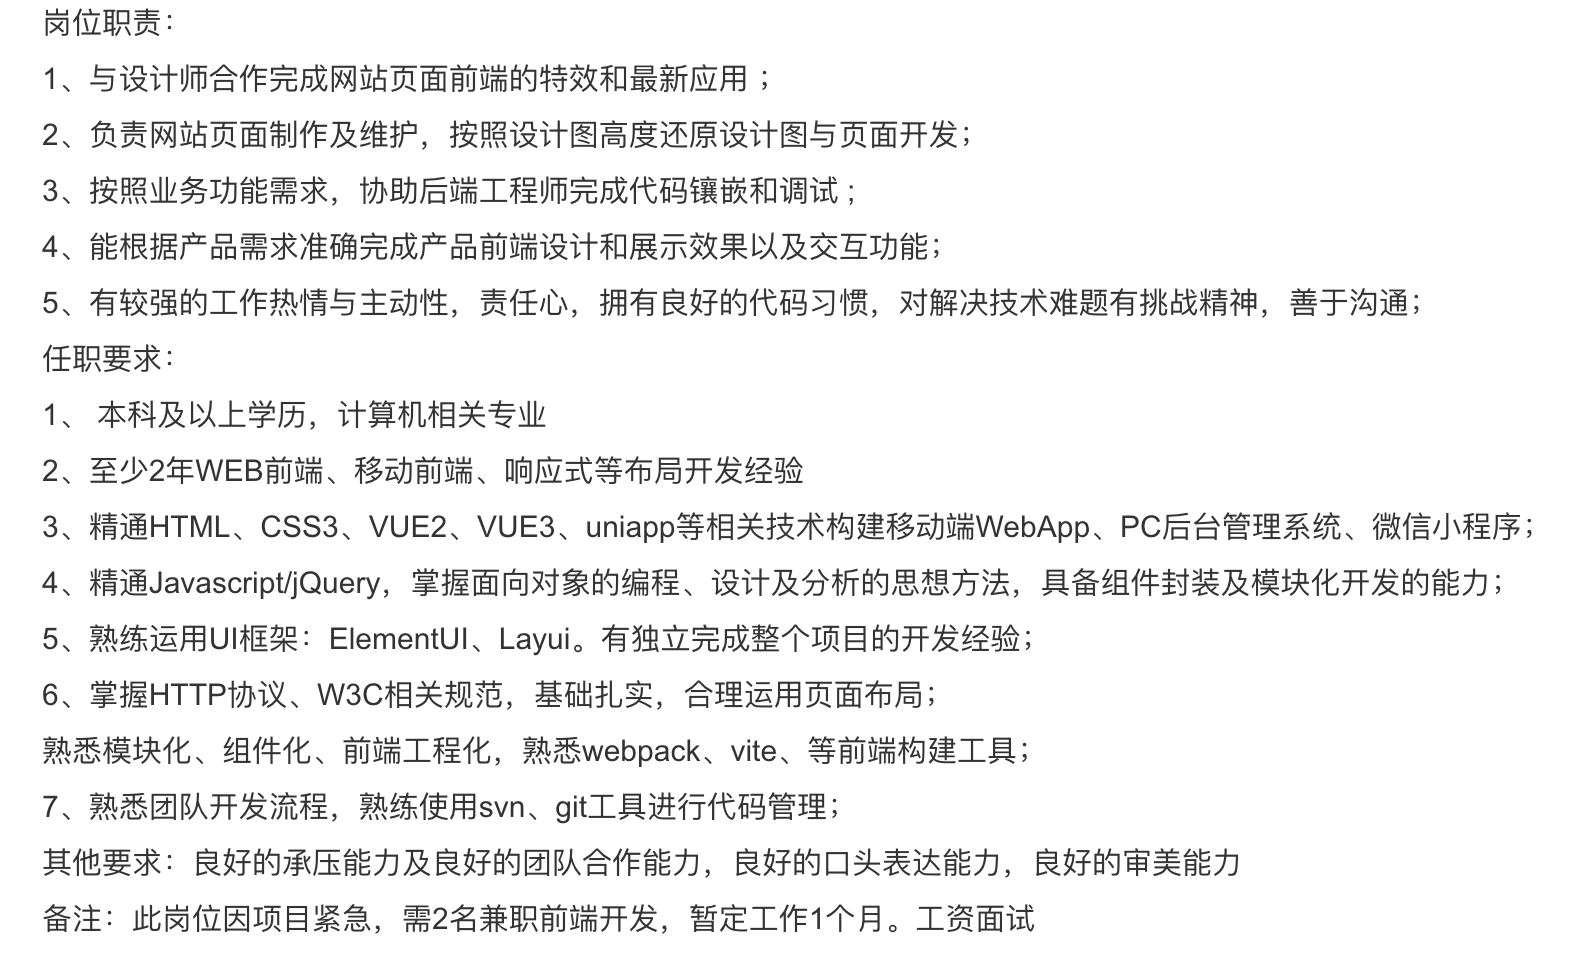 岗位职责：
1、与设计师合作完成网站页面前端的特效和最新应用 ；
2、负责网站页面制作及维护，按照设计图高度还原设计图与页面开发；
3、按照业务功能需求，协助后端工程师完成代码镶嵌和调试 ;
4、能根据产品需求准确完成产品前端设计和展示效果以及交互功能；
5、有较强的工作热情与主动性，责任心，拥有良好的代码习惯，对解决技术难题有挑战精神，善于沟通；
任职要求：
1、 本科及以上学历，计算机相关专业
2、至少2年WEB前端、移动前端、响应式等布局开发经验
3、精通HTML、CSS3、VUE2、VUE3、uniapp等相关技术构建移动端WebApp、PC后台管理系统、微信小程序；
4、精通Javascript/jQuery，掌握面向对象的编程、设计及分析的思想方法，具备组件封装及模块化开发的能力；
5、熟练运用UI框架：ElementUI、Layui。有独立完成整个项目的开发经验；
6、掌握HTTP协议、W3C相关规范，基础扎实，合理运用页面布局；
熟悉模块化、组件化、前端工程化，熟悉webpack、vite、等前端构建工具；
7、熟悉团队开发流程，熟练使用svn、git工具进行代码管理；
其他要求：良好的承压能力及良好的团队合作能力，良好的口头表达能力，良好的审美能力
备注：此岗位因项目紧急，需2名兼职前端开发，暂定工作1个月。工资面试